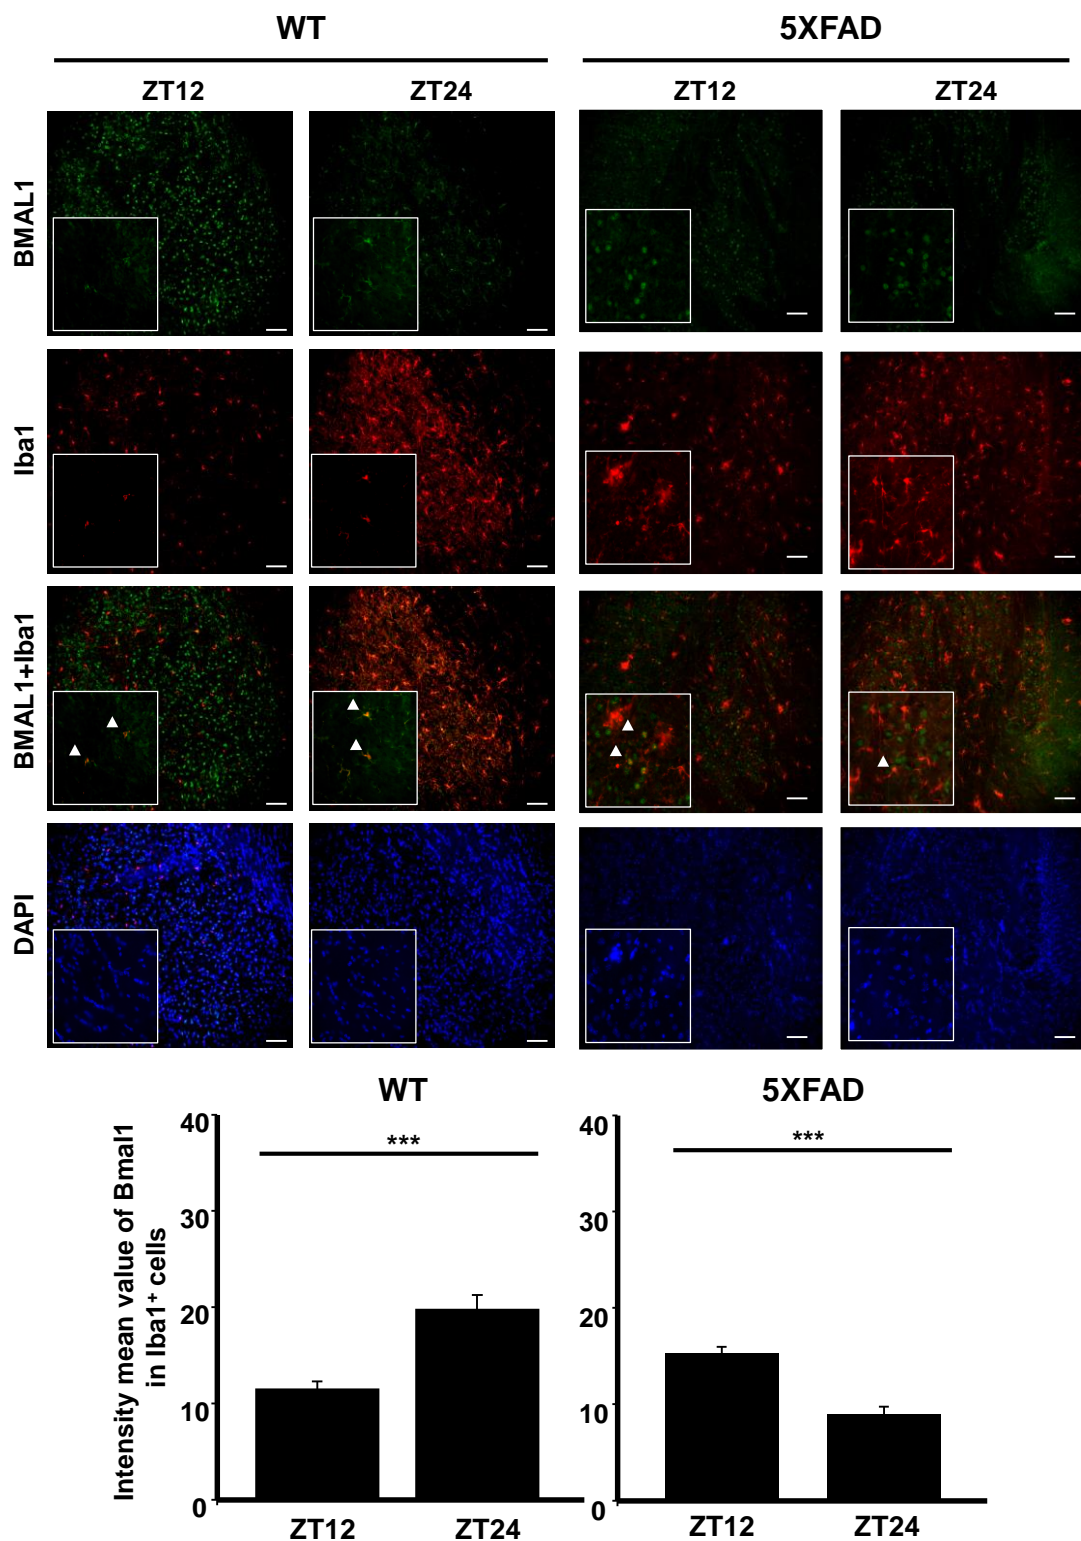 WT
5XFAD
ZT12
ZT24
ZT12
ZT24
BMAL1
Iba1
BMAL1+Iba1
DAPI
WT
5XFAD
Intensity mean value of Bmal1
in Iba1⁺ cells
40
30
20
10
0
***
ZT12
ZT24
40
30
20
10
0
***
ZT12
ZT24